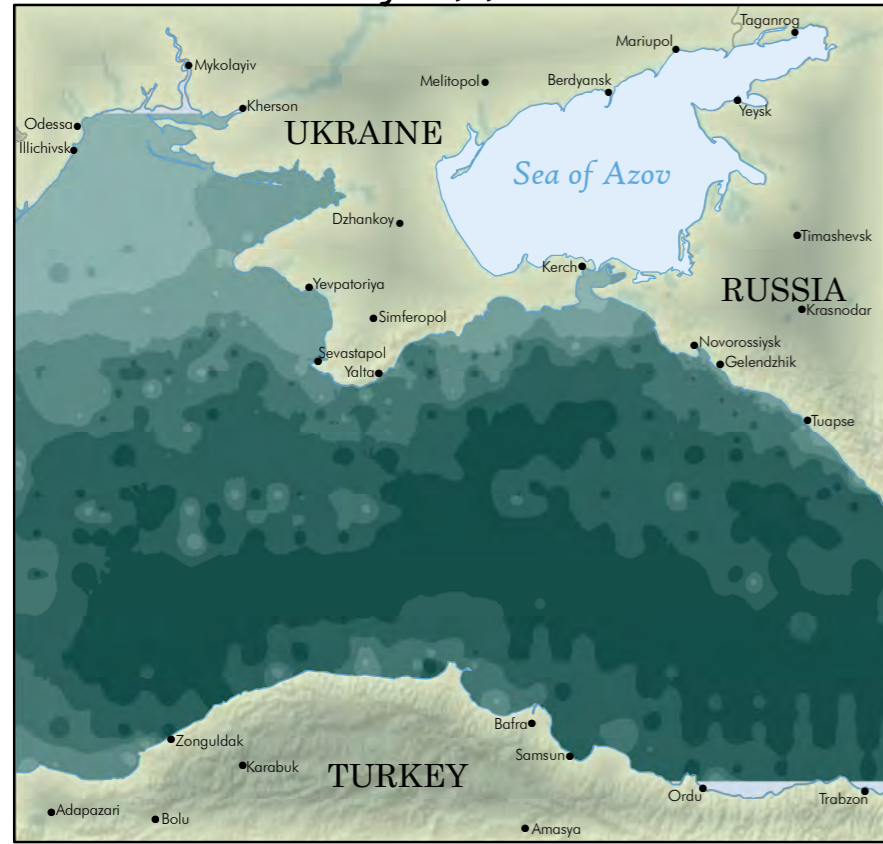 Taganrog
Mariupol
Mykolayiv
Melitopol
Berdyansk
Kherson
Yeysk
Odessa
UKRAINE
Illichivsk
Sea of Azov
Dzhankoy
Timashevsk
Kerch
Yevpatoriya
RUSSIA
Krasnodar
Simferopol
Novorossiysk
Sevastapol
Gelendzhik
Yalta
Tuapse
Bafra
Zonguldak
Samsun
Karabuk
TURKEY
Ordu
Trabzon
Adapazari
Bolu
Amasya